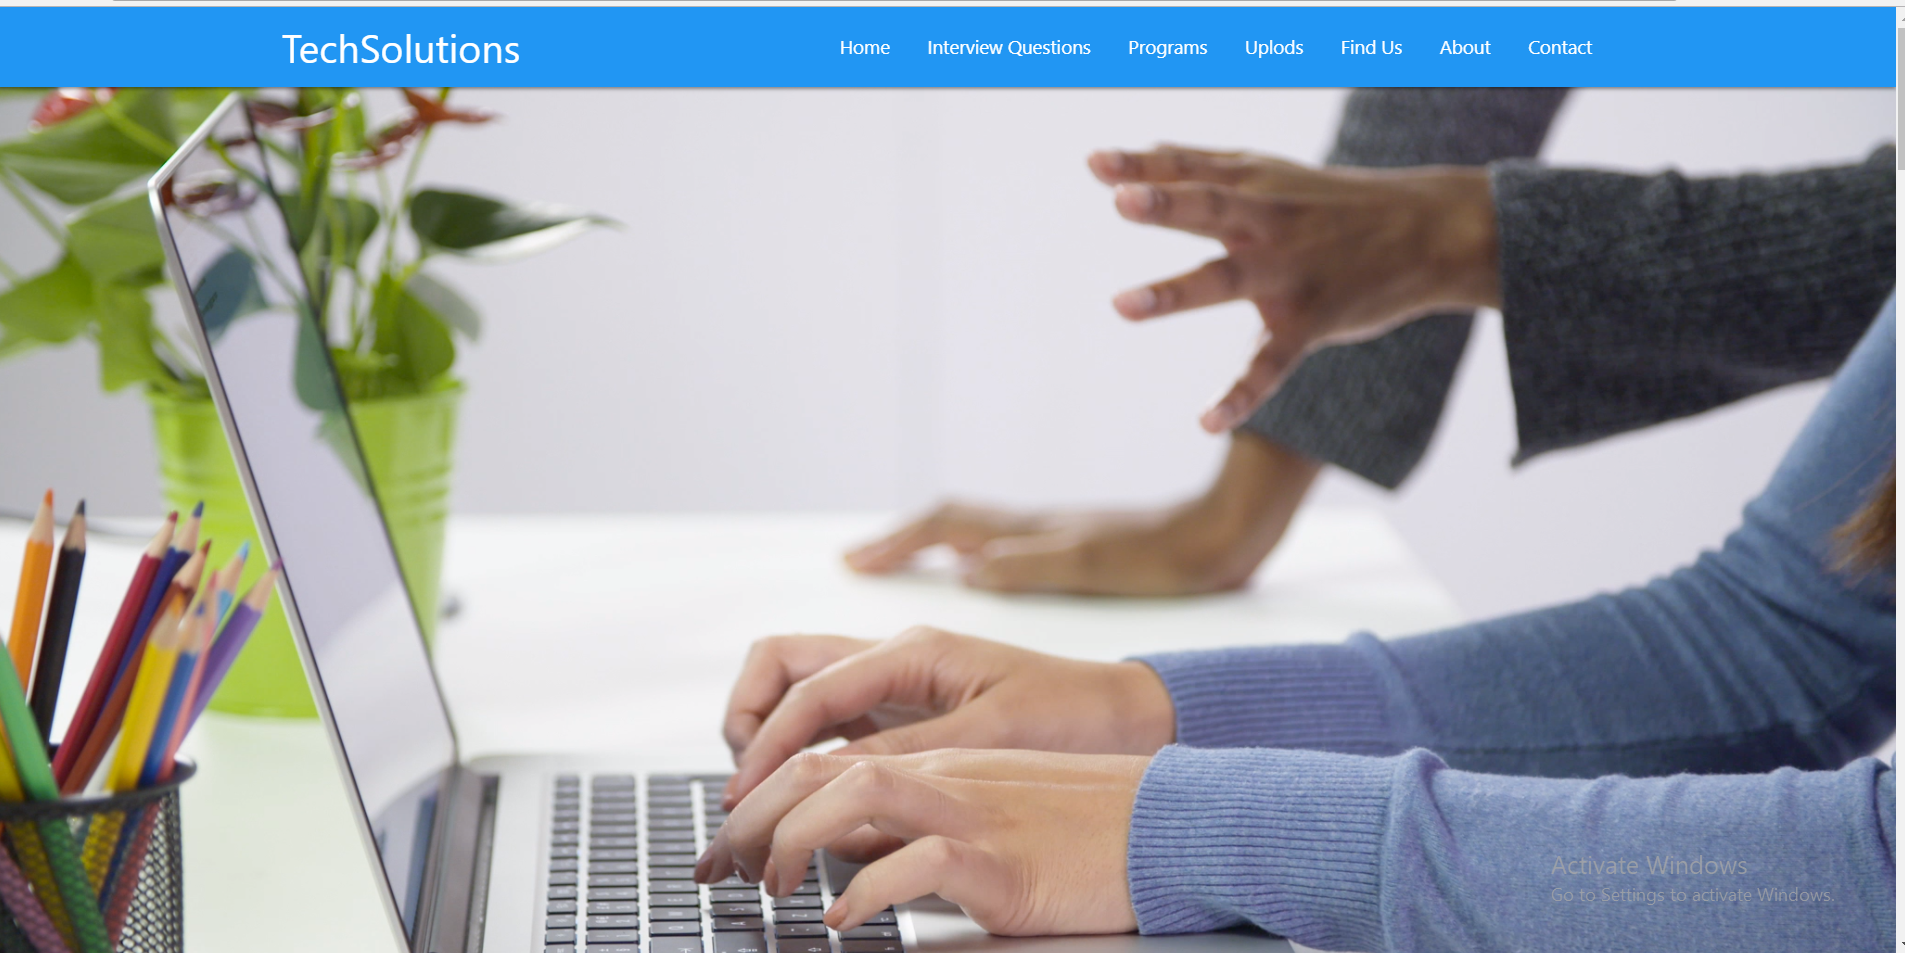 TechSolutions
Home Interview Questions Programs Uplods Find Us About Contact
Activate Windows
Go to Settings to activate Windows.